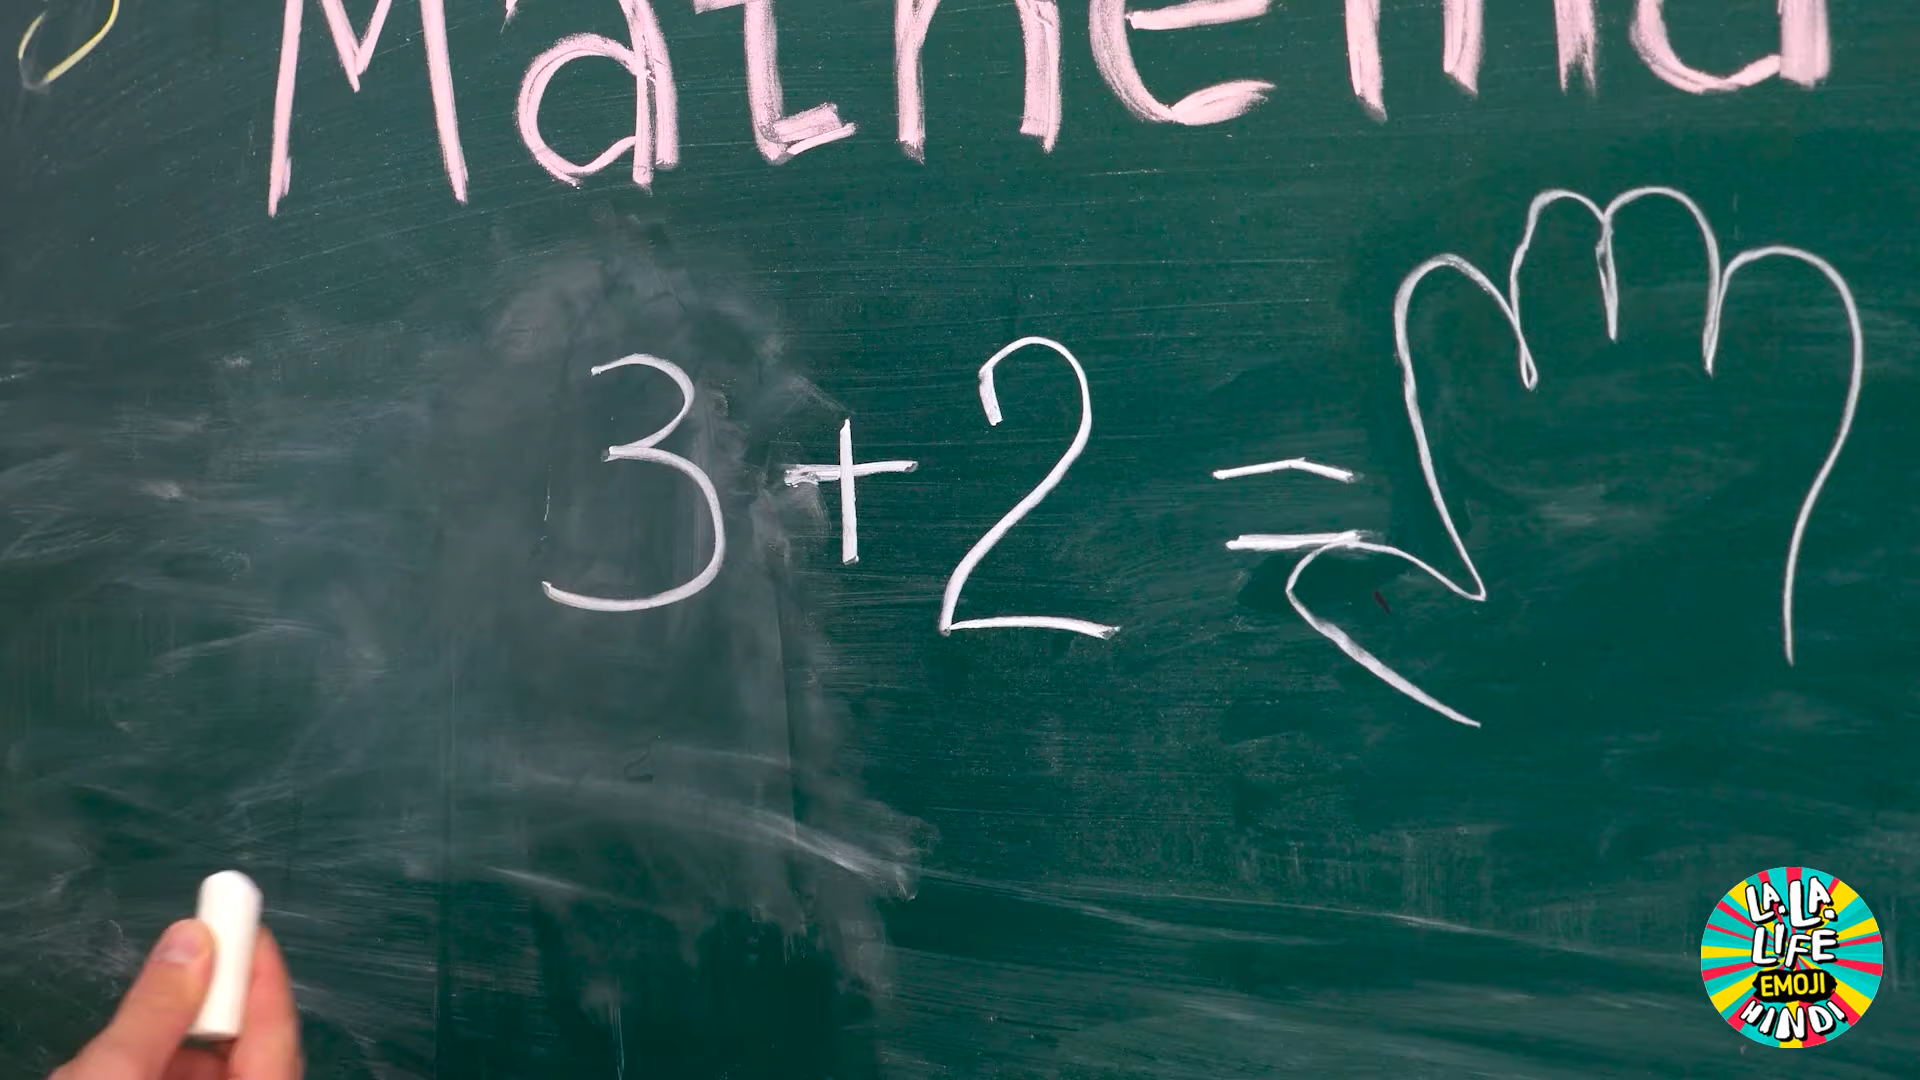 Mathema
3 + 2 =
LA.LA.
LIFE
EMOJI
HINDI